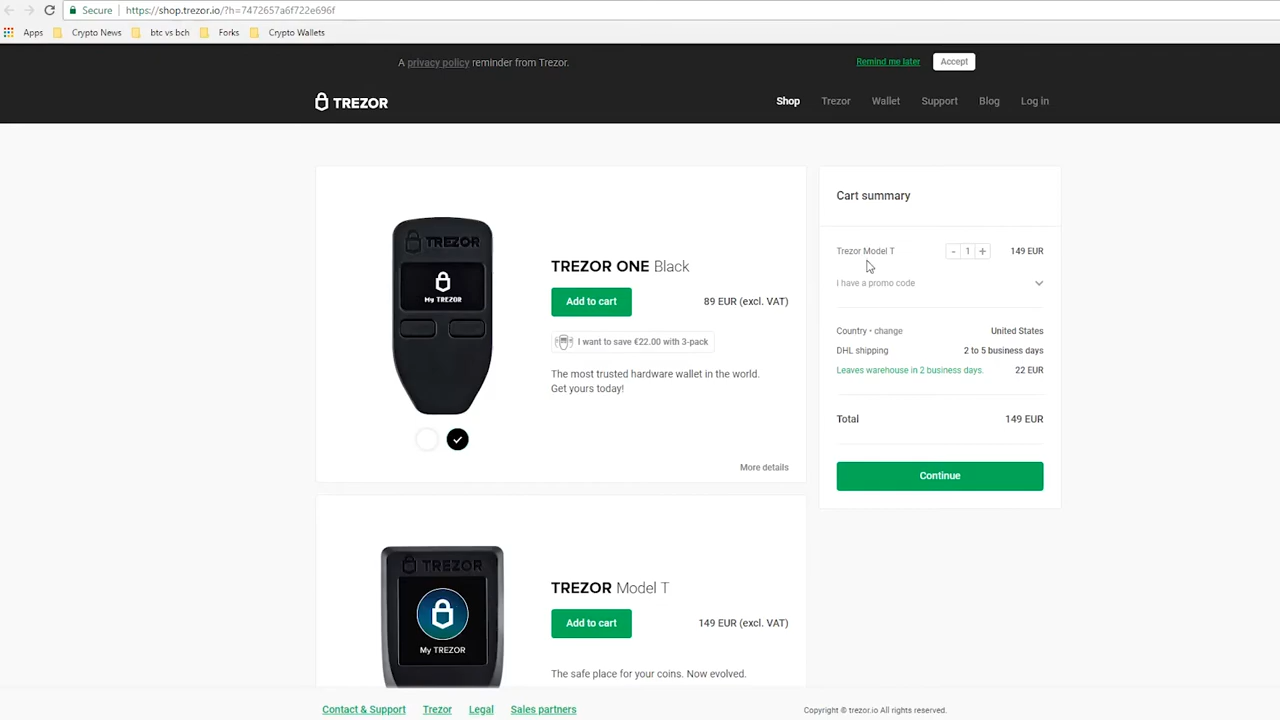 Secure https://shop.trezor.io/?h=7472657a6f722e696f
Apps Crypto News btc vs bch Forks Crypto Wallets
A privacy policy reminder from Trezor. Remind me later Accept
TREZOR Shop Trezor Wallet Support Blog Log in
TREZOR
My TREZOR
TREZOR ONE Black
Add to cart 89 EUR (excl. VAT)
I want to save €22.00 with 3-pack
The most trusted hardware wallet in the world.
Get yours today!
More details
Cart summary
Trezor Model T - 1 + 149 EUR
I have a promo code
Country • change United States
DHL shipping 2 to 5 business days
Leaves warehouse in 2 business days. 22 EUR
Total 149 EUR
Continue
TREZOR
My TREZOR
TREZOR Model T
Add to cart 149 EUR (excl. VAT)
The safe place for your coins. Now evolved.
Contact & Support Trezor Legal Sales partners Copyright © trezor.io All rights reserved.